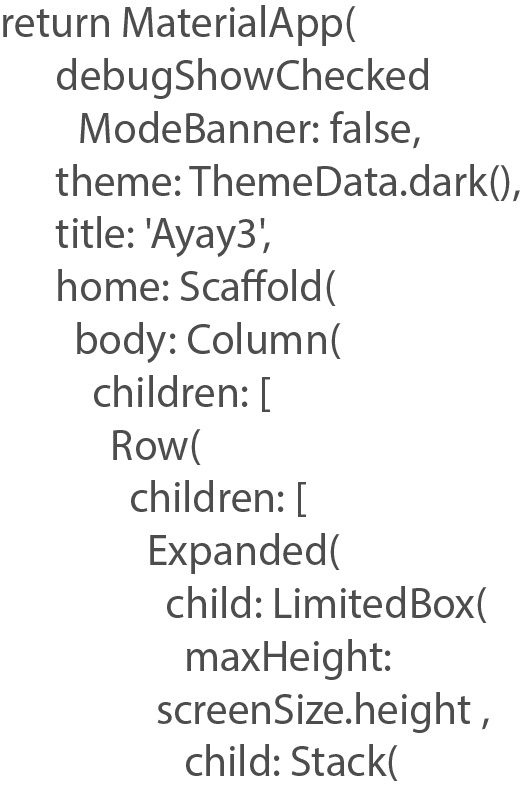 return MaterialApp(
debugShowChecked
ModeBanner: false,
theme: ThemeData.dark(),
title: 'Ayay3',
home: Scaffold(
body: Column(
children: [
Row(
children: [
Expanded(
child: LimitedBox(
maxHeight:
screenSize.height ,
child: Stack(